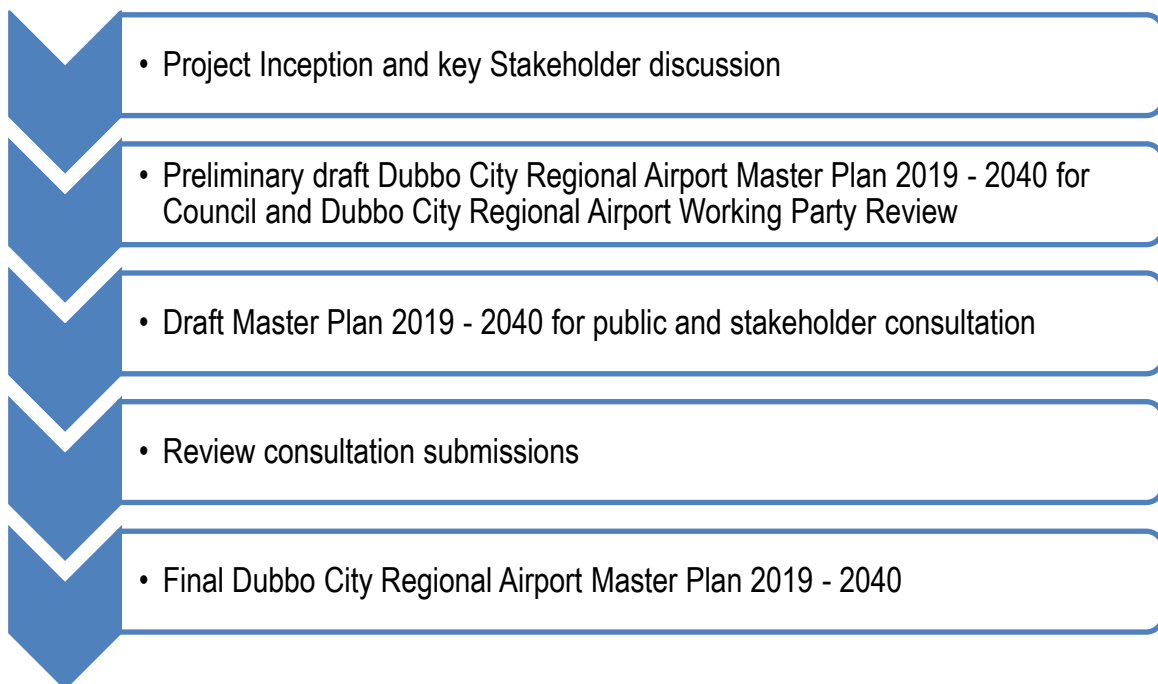 • Project Inception and key Stakeholder discussion
• Preliminary draft Dubbo City Regional Airport Master Plan 2019 - 2040 for
Council and Dubbo City Regional Airport Working Party Review
• Draft Master Plan 2019 - 2040 for public and stakeholder consultation
• Review consultation submissions
• Final Dubbo City Regional Airport Master Plan 2019 - 2040